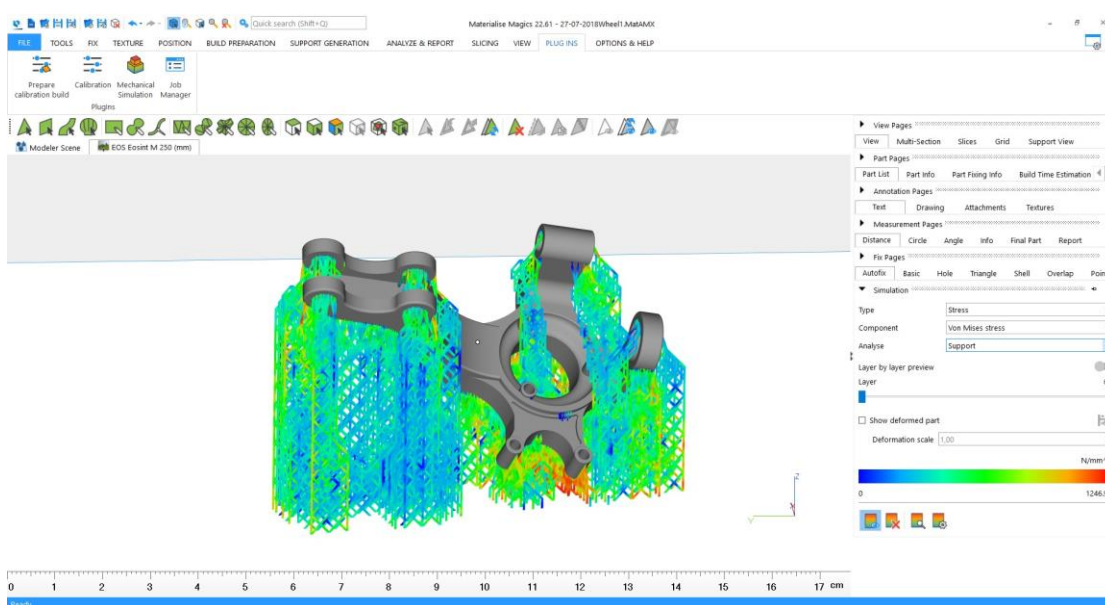 Quick search (Shift+Q)
Materialise Magics 22.61 - 27-07-2018Wheel1.MatAMX
FILE TOOLS FIX TEXTURE POSITION BUILD PREPARATION SUPPORT GENERATION ANALYZE & REPORT SLICING VIEW PLUG INS OPTIONS & HELP
Prepare calibration build
Calibration
Mechanical Simulation
Job Manager
Plugins
Modeler Scene EOS Eosint M 250 (mm)
View Pages
View Multi-Section Slices Grid Support View
Part Pages
Part List Part Info Part Fixing Info Build Time Estimation
Annotation Pages
Text Drawing Attachments Textures
Measurement Pages
Distance Circle Angle Info Final Part Report
Fix Pages
Autofix Basic Hole Triangle Shell Overlap Poin
Simulation
Type Stress
Component Von Mises stress
Analyse Support
Layer by layer preview
Layer
Show deformed part
Deformation scale 1,00
N/mm
0 1246.
Z
Y
0 1 2 3 4 5 6 7 8 9 10 11 12 13 14 15 16 17 cm
Ready